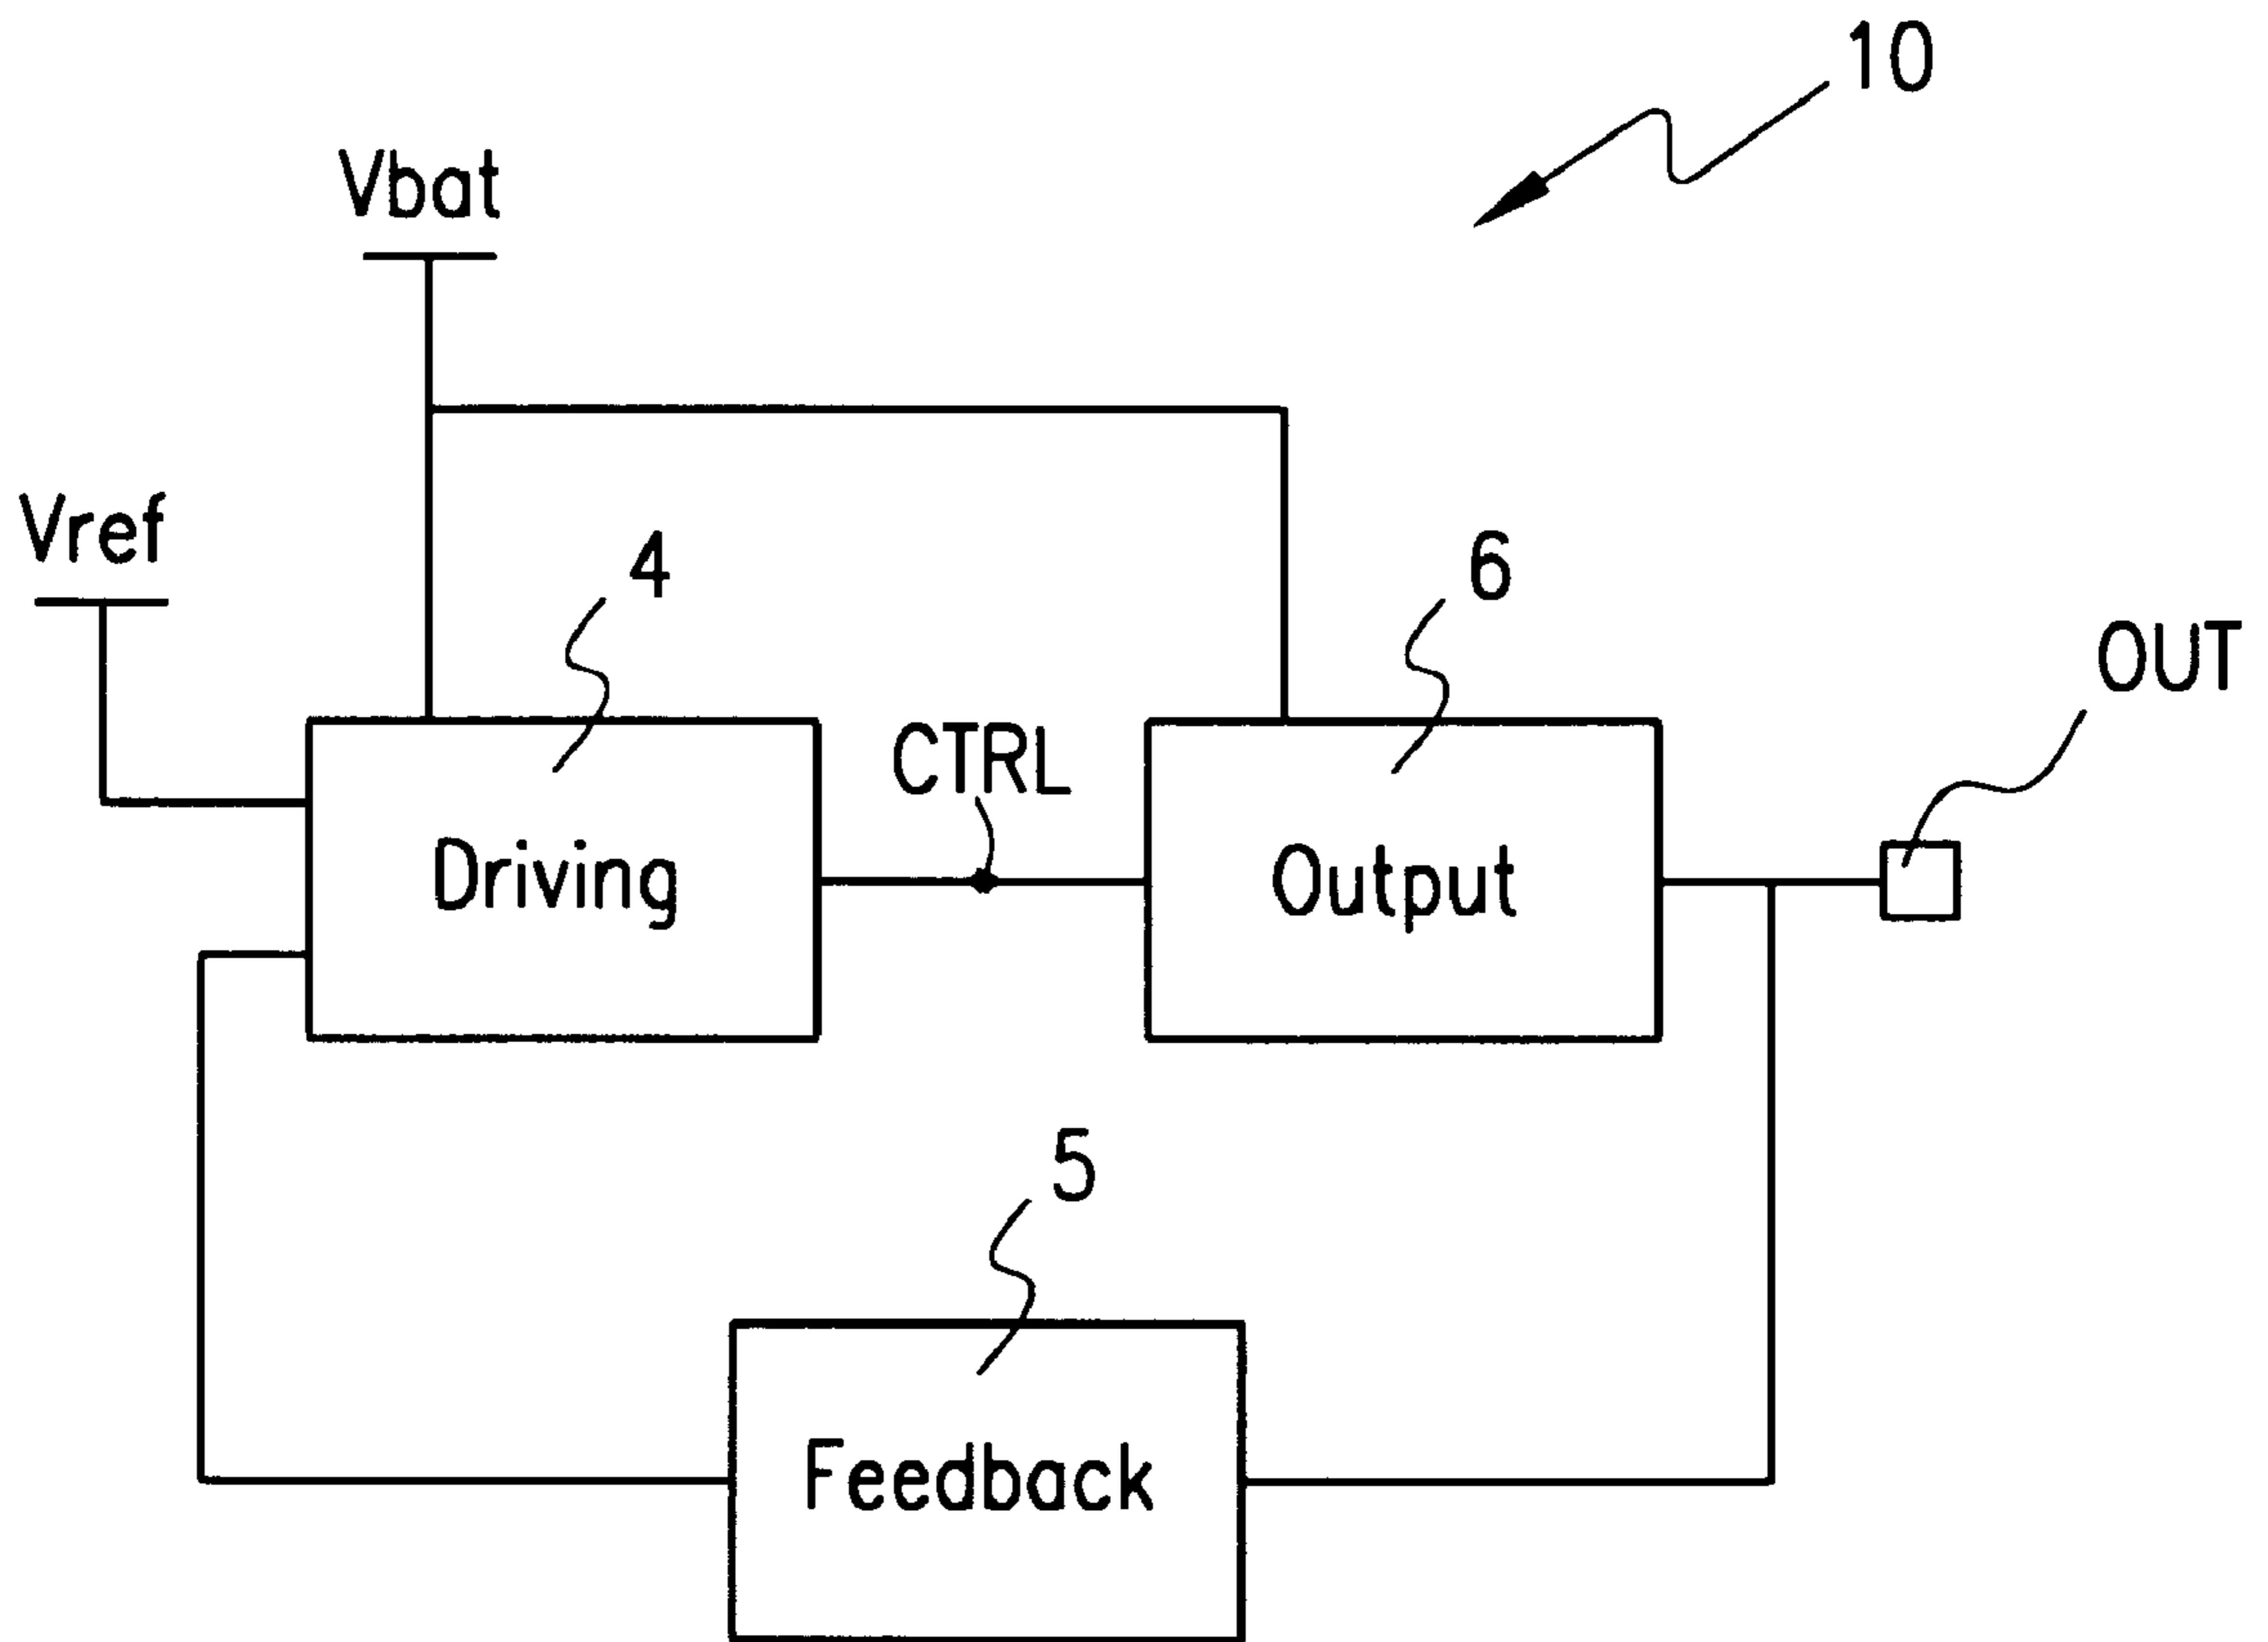 10
Vbat
Vref
4
6
OUT
CTRL
Driving
Output
5
Feedback